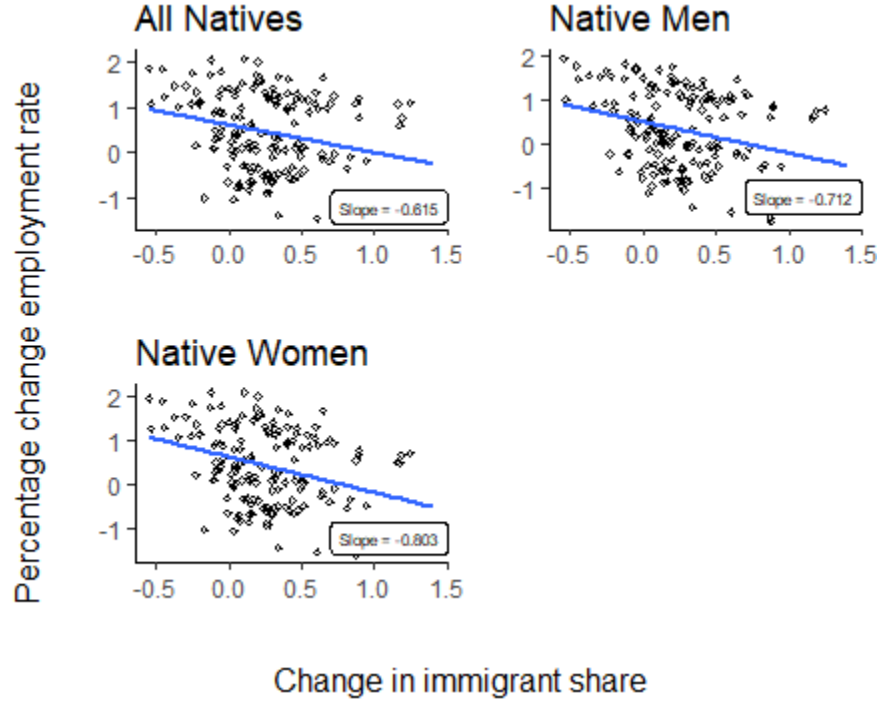 All Natives
Native Men
Percentage change employment rate
2
1
0
-1
Slope = -0.615
-0.5 0.0 0.5 1.0 1.5
2
1
0
-1
Slope = -0.712
-0.5 0.0 0.5 1.0 1.5
Native Women
2
1
0
-1
Slope = -0.803
-0.5 0.0 0.5 1.0 1.5
Change in immigrant share